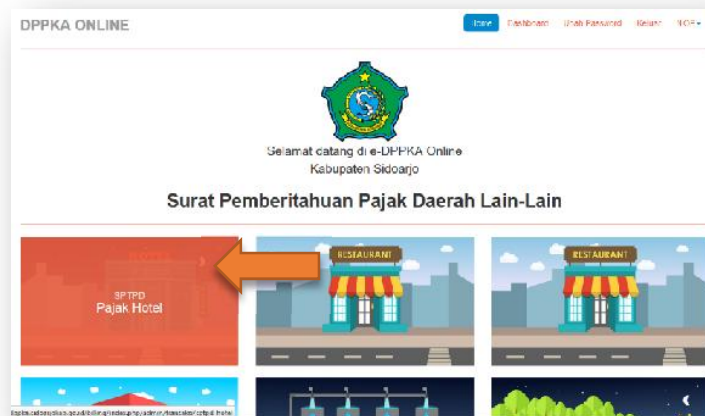 DPPKA ONLINE
Home Dashboard Ubah Password Keluar
Selamat datang di e-DPPKA Online
Kabupaten Sidoarjo
Surat Pemberitahuan Pajak Daerah Lain-Lain
HOTEL
RESTAURANT
RESTAURANT
SPTPD
Pajak Hotel